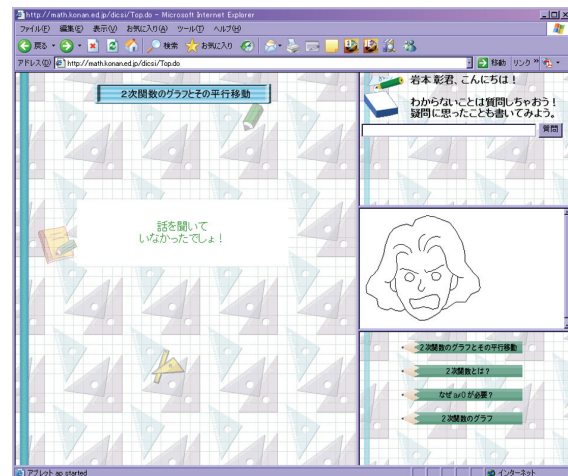 http://math.konan.ed.jp/dicsi/Top.do - Microsoft Internet Explorer
ファイル(F) 編集(E) 表示(V) お気に入り(A) ツール(T) ヘルプ(H)
戻る 検索 お気に入り
アドレス(D) http://math.konan.ed.jp/dicsi/Top.do 移動 リンク
2次関数のグラフとその平行移動
話を聞いて
いなかったでしょ！
岩本 彰君、こんにちは！
わからないことは質問しちゃおう！
疑問に思ったことも書いてみよう。
質問
2次関数のグラフとその平行移動
2次関数とは？
なぜ a≠0 が必要？
2次関数のグラフ
アプレット ap started インターネット